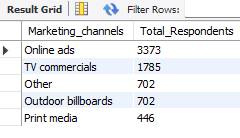 Result Grid Filter Rows:
Marketing_channels Total_Respondents
Online ads 3373
TV commercials 1785
Other 702
Outdoor billboards 702
Print media 446